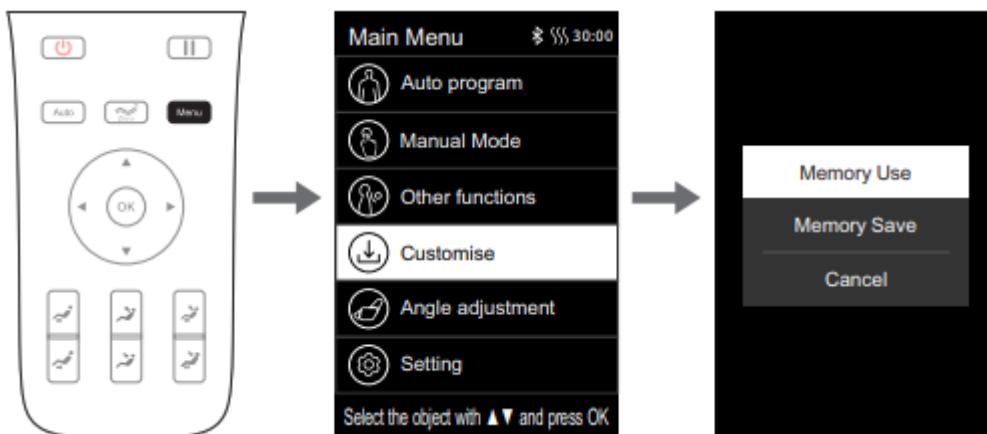 Auto
Menu
OK
Main Menu 30:00
Auto program
Manual Mode
Other functions
Customise
Angle adjustment
Setting
Select the object with ▲▼ and press OK
Memory Use
Memory Save
Cancel